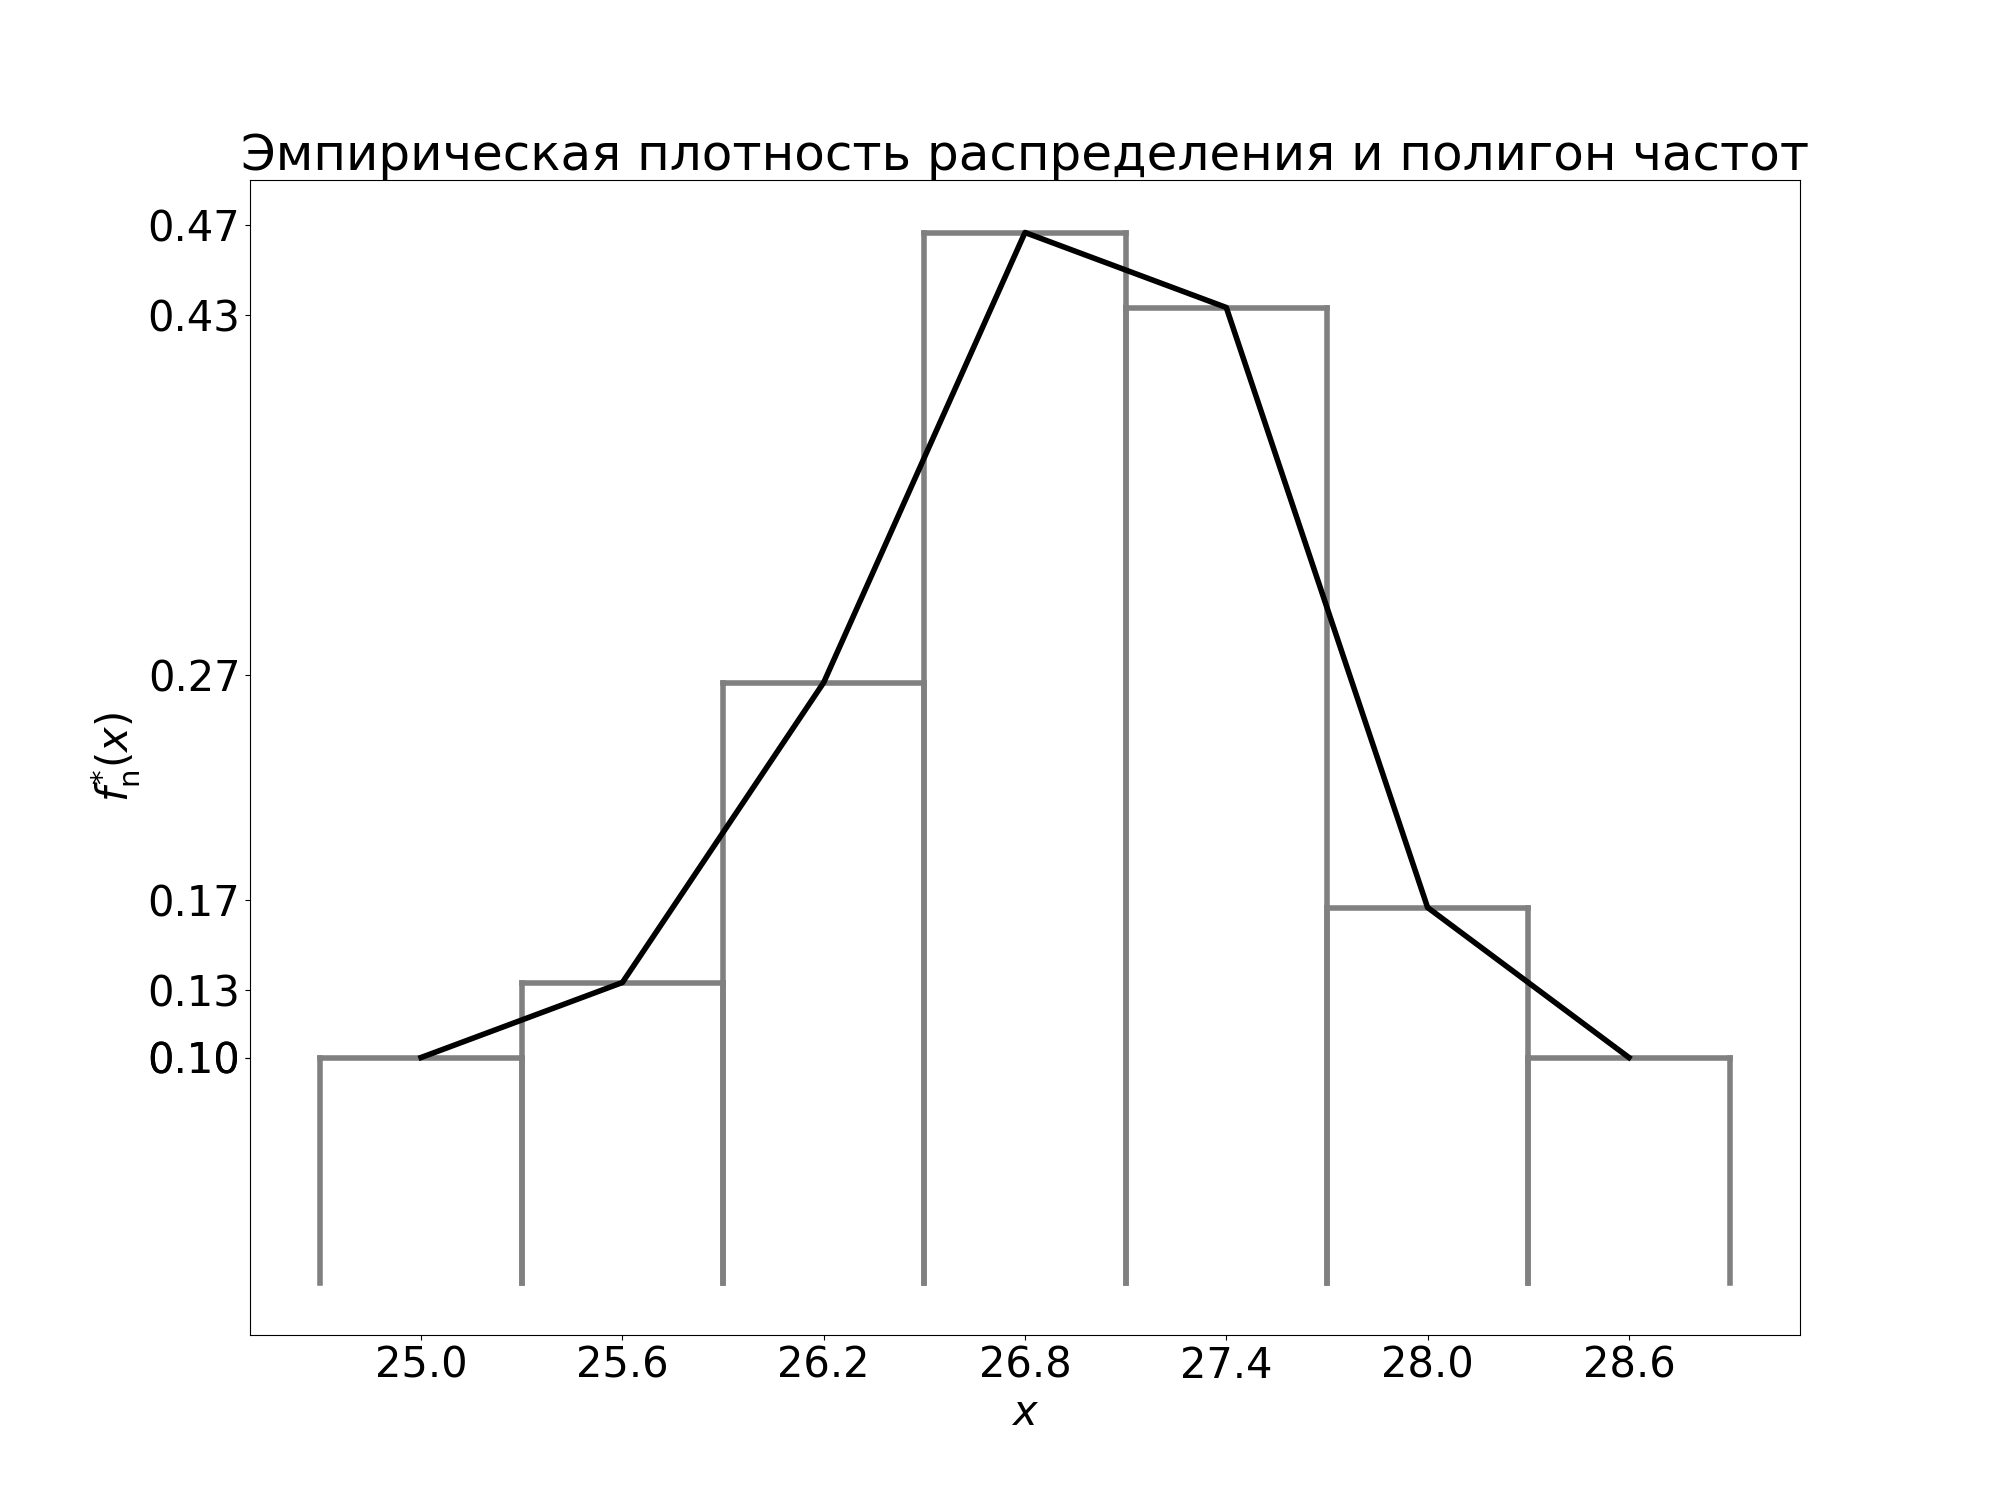 Эмпирическая плотность распределения и полигон частот
0.47
0.43
0.27
0.17
0.13
0.10
f*n(x)
25.0 25.6 26.2 26.8 27.4 28.0 28.6
x